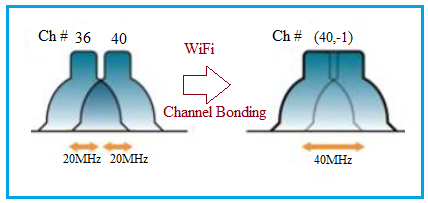 Ch # 36 40
WiFi
Channel Bonding
Ch # (40,-1)
20MHz 20MHz
40MHz